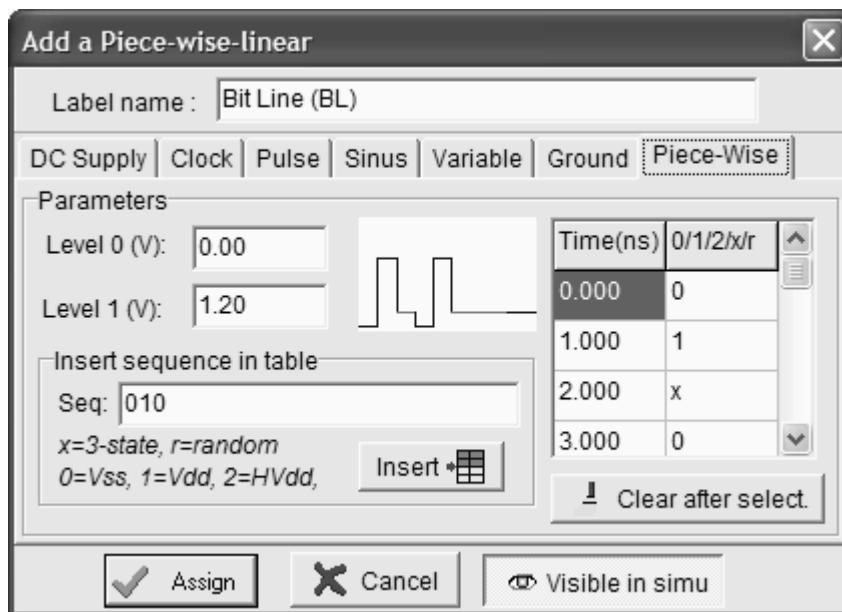 Add a Piece-wise-linear
Label name : Bit Line (BL)
DC Supply Clock Pulse Sinus Variable Ground Piece-Wise
Parameters
Level 0 (V): 0.00
Level 1 (V): 1.20
Insert sequence in table
Seq: 010
x=3-state, r=random
0=Vss, 1=Vdd, 2=HVdd,
Insert
Time(ns) 0/1/2/x/r
0.000 0
1.000 1
2.000 x
3.000 0
Clear after select.
Assign Cancel Visible in simu